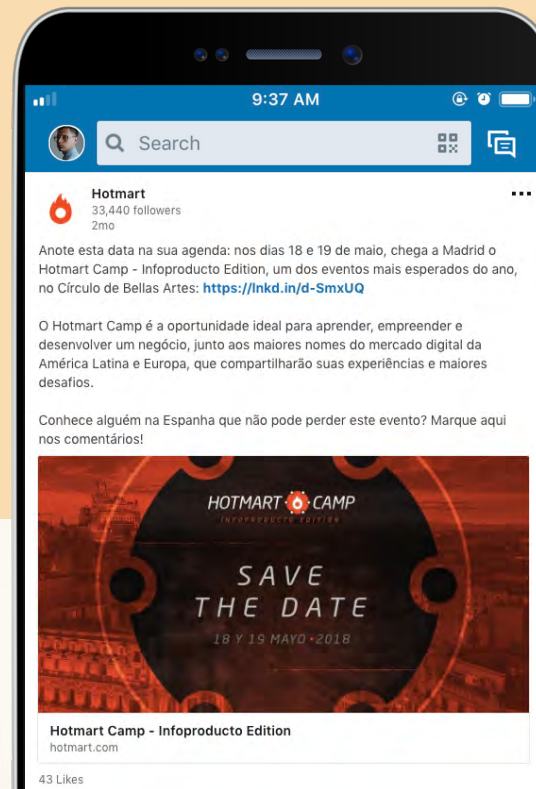 9:37 AM
Search
Hotmart
33,440 followers
2mo
Anote esta data na sua agenda: nos dias 18 e 19 de maio, chega a Madrid o
Hotmart Camp - Infoproducto Edition, um dos eventos mais esperados do ano,
no Círculo de Bellas Artes: https://lnkd.in/d-SmxUQ
O Hotmart Camp é a oportunidade ideal para aprender, empreender e
desenvolver um negócio, junto aos maiores nomes do mercado digital da
América Latina e Europa, que compartilharão suas experiências e maiores
desafios.
Conhece alguém na Espanha que não pode perder este evento? Marque aqui
nos comentários!
HOTMART CAMP
INFOPRODUCTO EDITION
SAVE
THE DATE
18 Y 19 MAYO • 2018
Hotmart Camp - Infoproducto Edition
hotmart.com
43 Likes